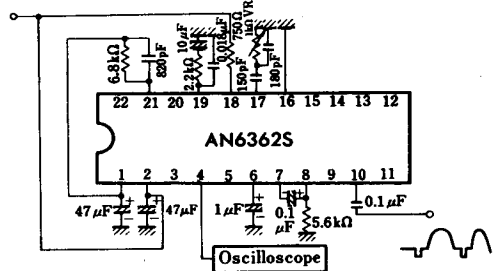 6.8kΩ
820pF
10μF
2.2kΩ
0.018μF
750Ω
1kΩ VR
150pF
180pF
22 21 20 19 18 17 16 15 14 13 12
AN6362S
1 2 3 4 5 6 7 8 9 10 11
47μF
47μF
1μF
0.1
μF
5.6kΩ
0.1μF
+
−
+
−
+
−
+
Oscilloscope